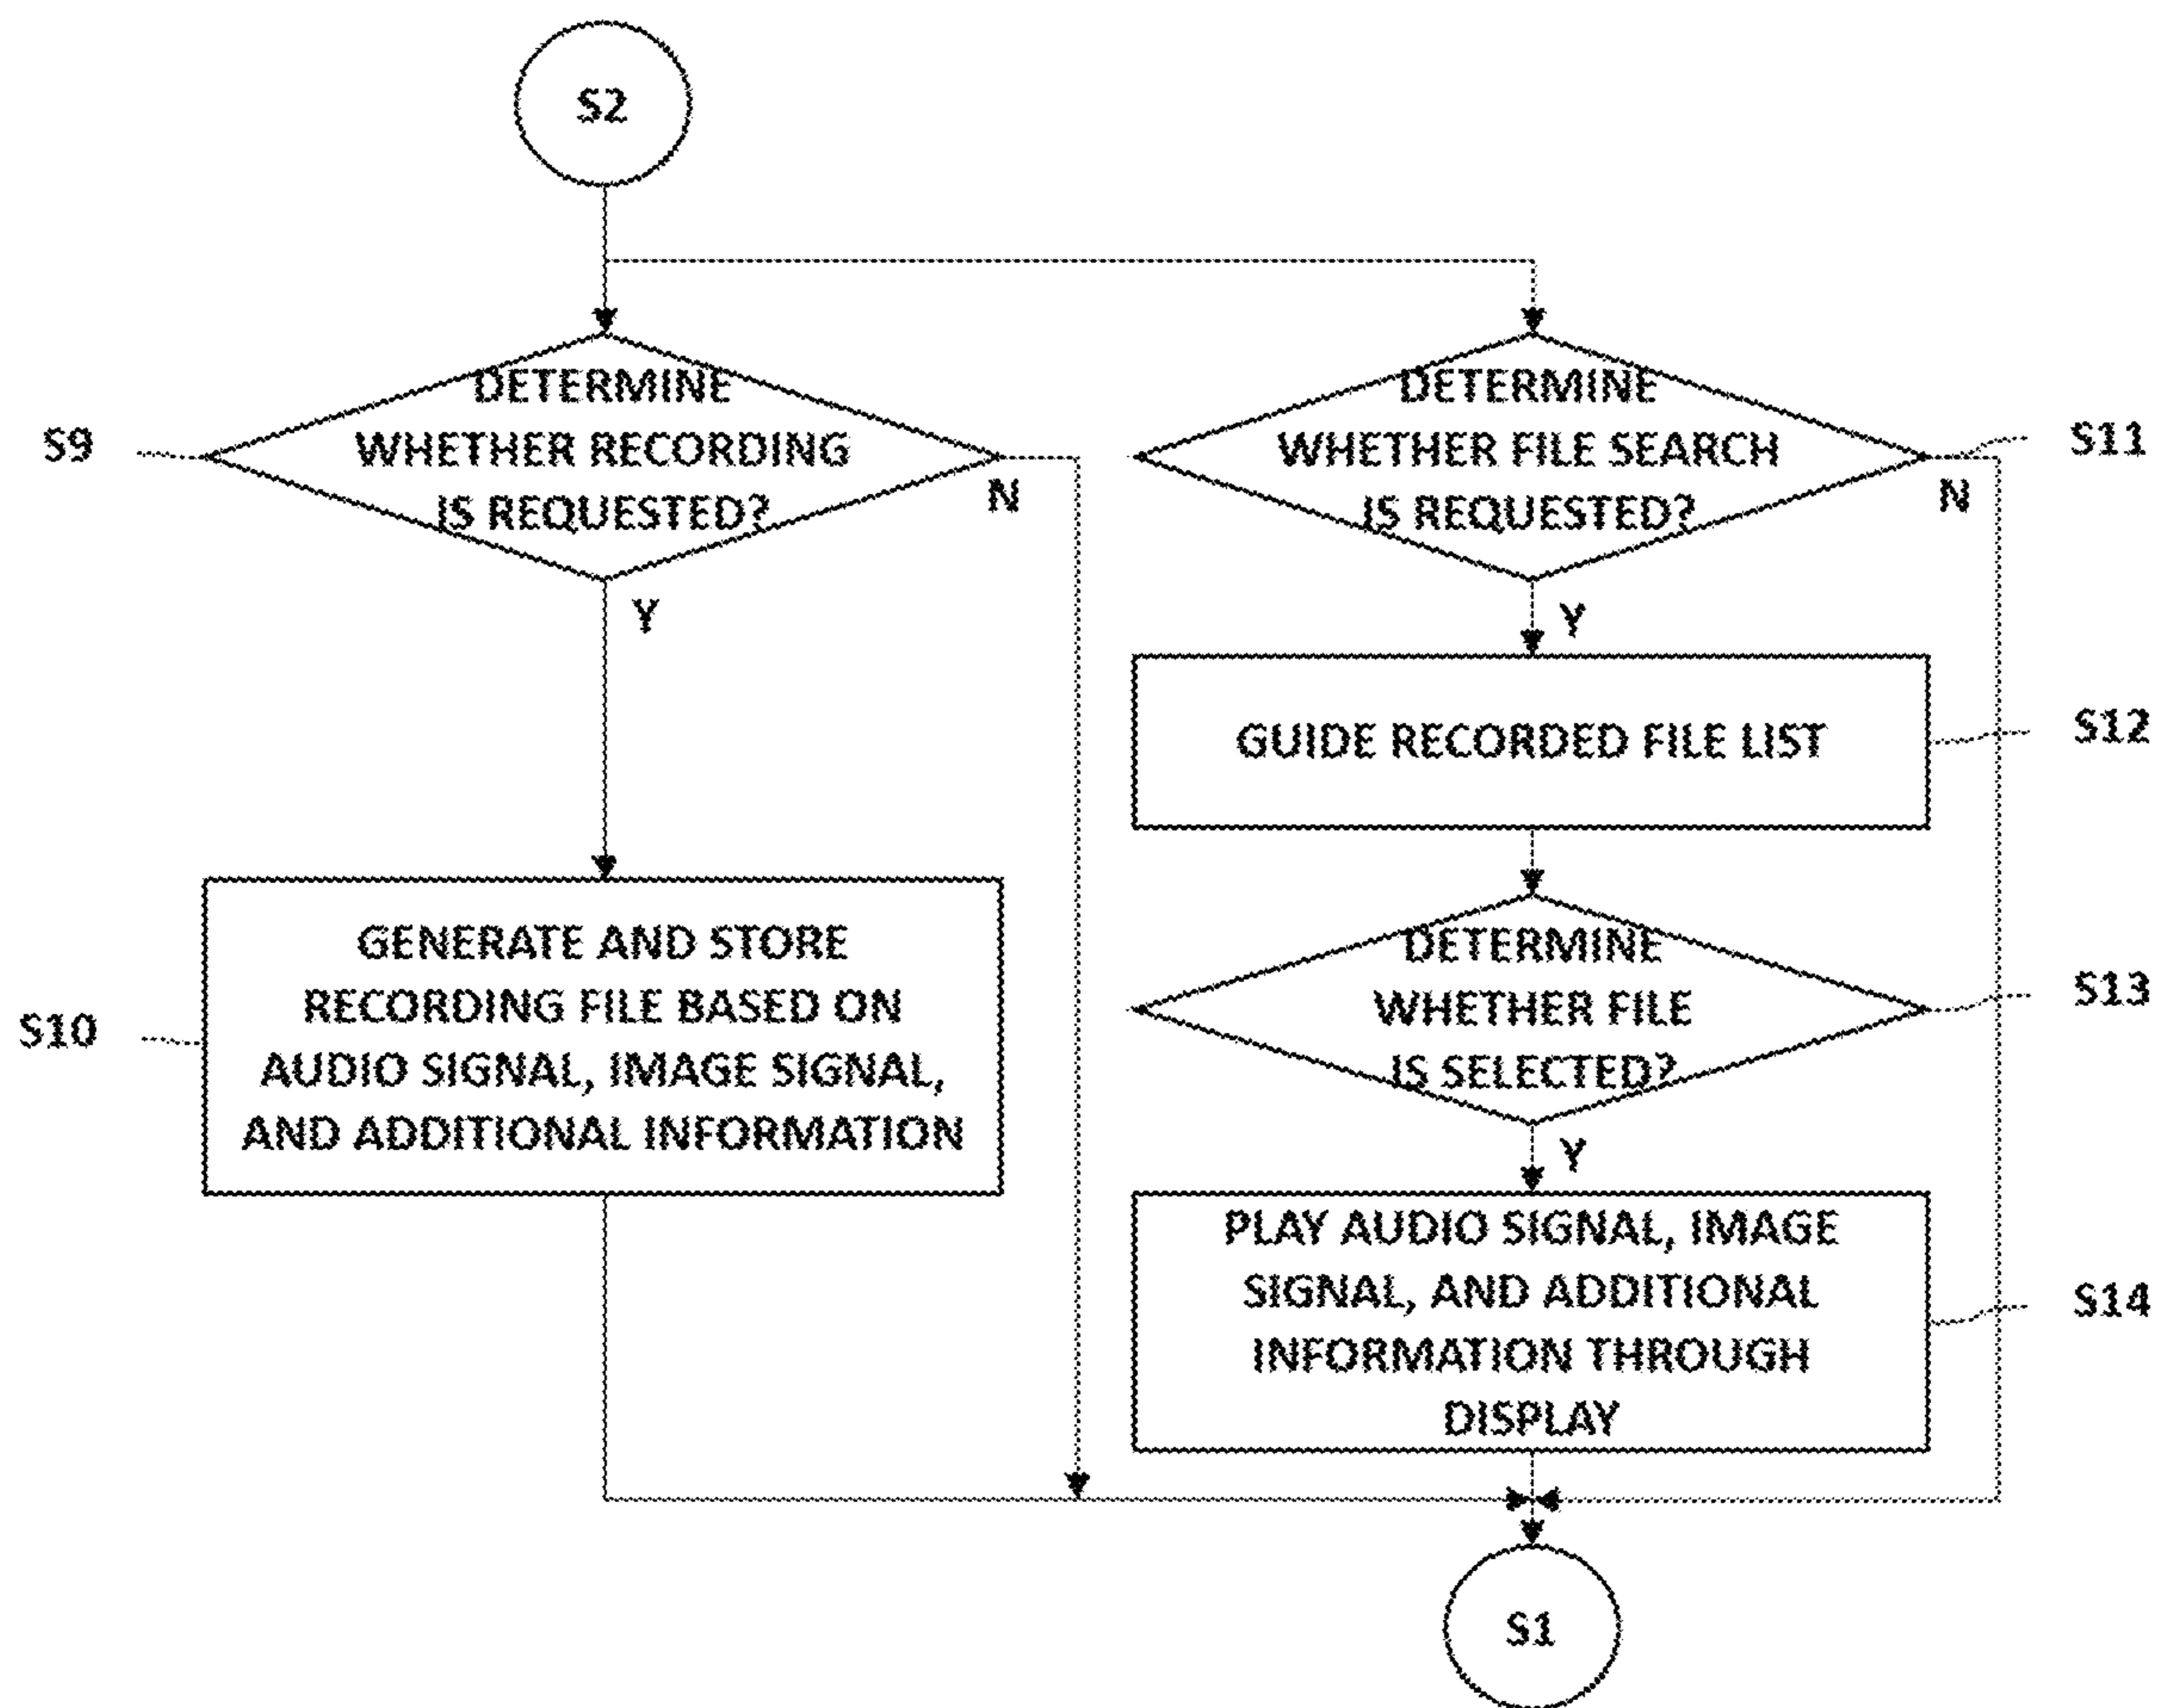 S2
S9
DETERMINE
WHETHER RECORDING
IS REQUESTED?
N
Y
DETERMINE
WHETHER FILE SEARCH
IS REQUESTED?
S11
N
Y
GUIDE RECORDED FILE LIST
S12
S10
GENERATE AND STORE
RECORDING FILE BASED ON
AUDIO SIGNAL, IMAGE SIGNAL,
AND ADDITIONAL INFORMATION
DETERMINE
WHETHER FILE
IS SELECTED?
S13
Y
PLAY AUDIO SIGNAL, IMAGE
SIGNAL, AND ADDITIONAL
INFORMATION THROUGH
DISPLAY
S14
S1